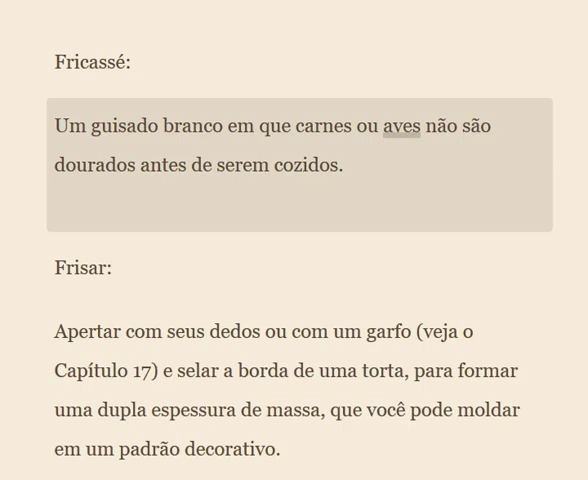 Fricassé:
Um guisado branco em que carnes ou aves não são
dourados antes de serem cozidos.
Frisar:
Apertar com seus dedos ou com um garfo (veja o
Capítulo 17) e selar a borda de uma torta, para formar
uma dupla espessura de massa, que você pode moldar
em um padrão decorativo.